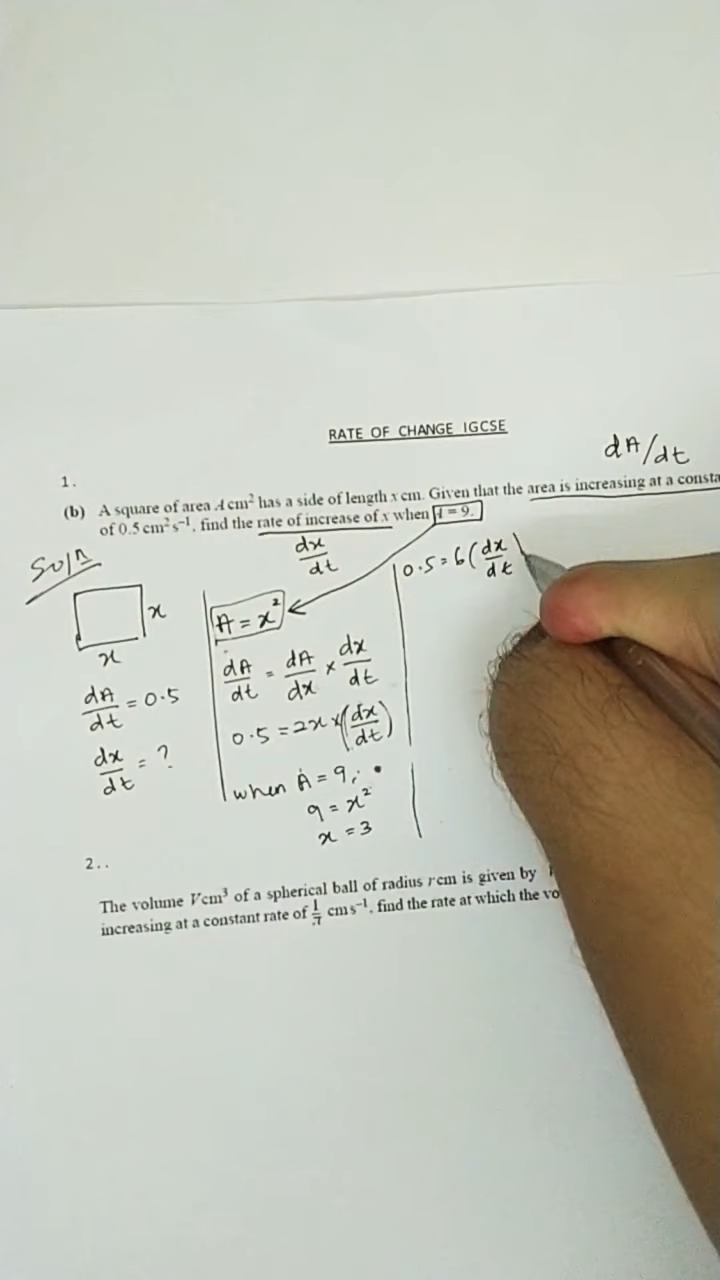 RATE OF CHANGE IGCSE
dA/dt
1.
(b) A square of area A cm² has a side of length x cm. Given that the area is increasing at a consta
of 0.5 cm² s⁻¹, find the rate of increase of x when A = 9.
dx/dt
Solⁿ
x
x
dA/dt = 0.5
dx/dt = ?
A = x²
dA/dt = dA/dx × dx/dt
0.5 = 2x × (dx/dt)
when A = 9,
9 = x²
x = 3
0.5 = 6(dx/dt)
2..
The volume V cm³ of a spherical ball of radius r cm is given by
increasing at a constant rate of 1/π cm s⁻¹, find the rate at which the vo